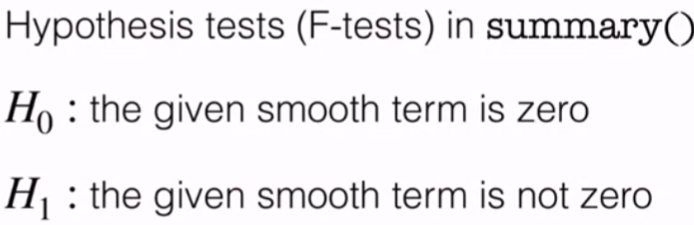 Hypothesis tests (F-tests) in summary()
H₀ : the given smooth term is zero
H₁ : the given smooth term is not zero